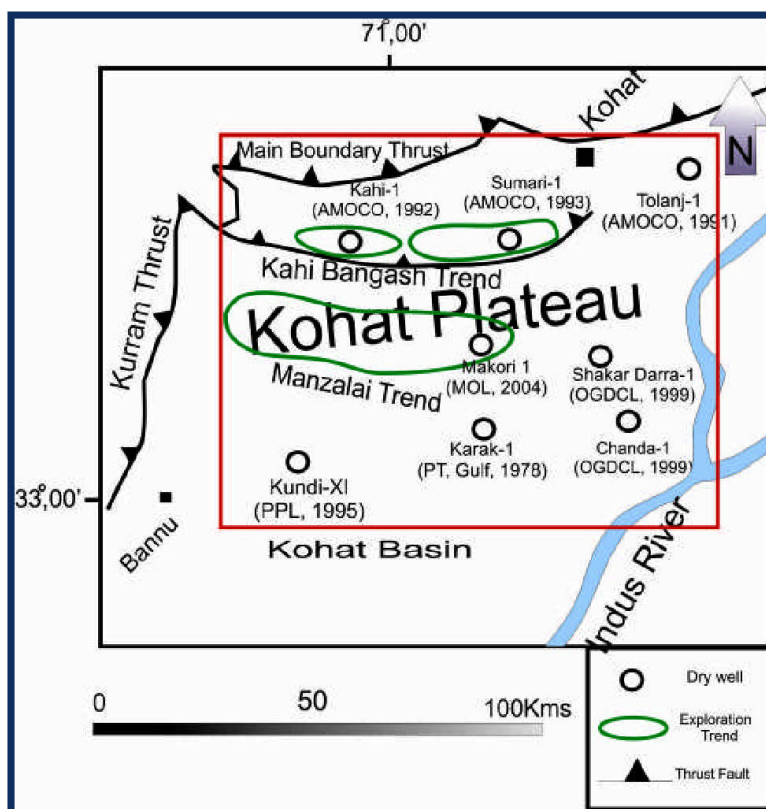 71,00'
Kohat
N
Main Boundary Thrust
Kahi-1
(AMOCO, 1992)
Sumari-1
(AMOCO, 1993)
Tolanj-1
(AMOCO, 1991)
Kahi Bangash Trend
Kurram Thrust
Kohat Plateau
Makori 1
(MOL, 2004)
Manzalai Trend
Shakar Darra-1
(OGDCL, 1999)
Karak-1
(PT, Gulf, 1978)
Chanda-1
(OGDCL, 1999)
Kundi-XI
(PPL, 1995)
33,00'
Bannu
Kohat Basin
Indus River
0 50 100Kms
Dry well
Exploration
Trend
Thrust Fault